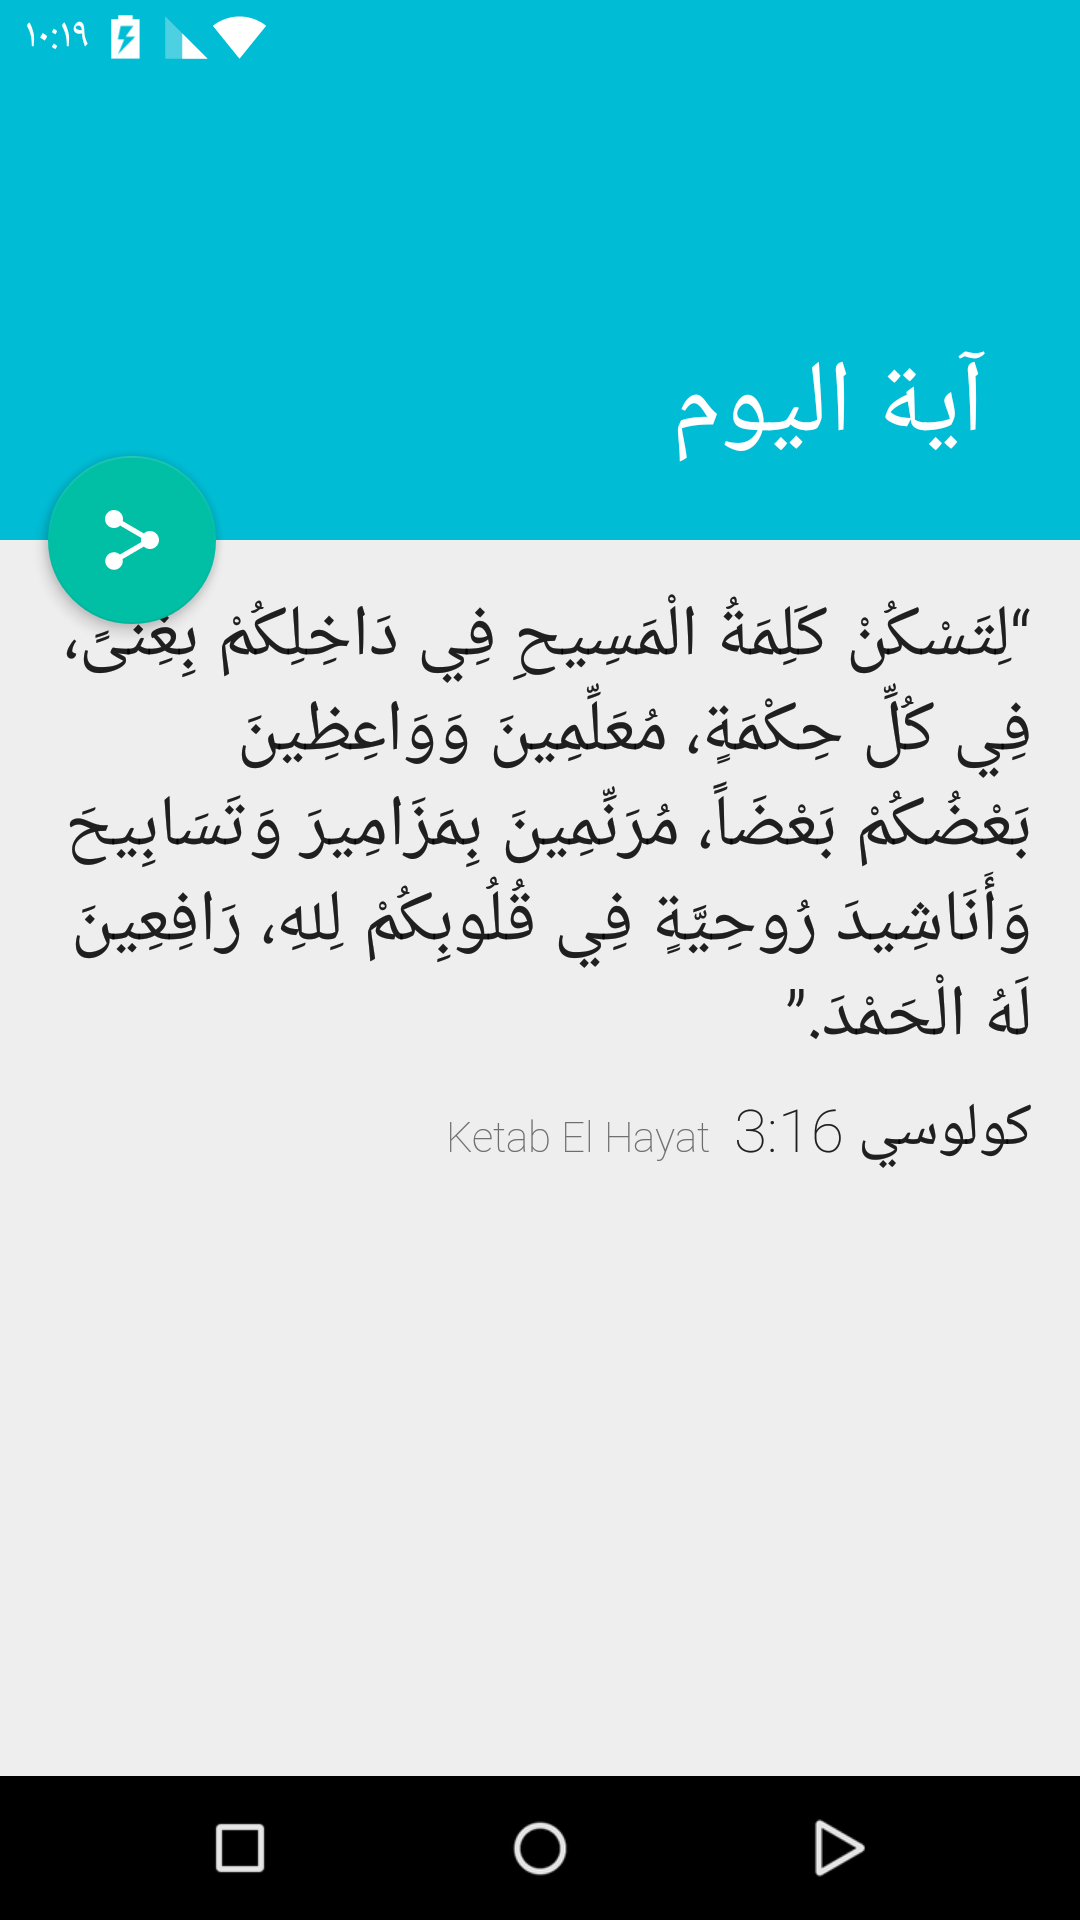 ١٠:١٩
آية اليوم
“لِتَسْكُنْ كَلِمَةُ الْمَسِيحِ فِي دَاخِلِكُمْ بِغِنىً،
فِي كُلِّ حِكْمَةٍ، مُعَلِّمِينَ وَوَاعِظِينَ
بَعْضُكُمْ بَعْضَاً، مُرَنِّمِينَ بِمَزَامِيرَ وَتَسَابِيحَ
وَأَنَاشِيدَ رُوحِيَّةٍ فِي قُلُوبِكُمْ لِلهِ، رَافِعِينَ
لَهُ الْحَمْدَ.”
كولوسي 3:16 Ketab El Hayat